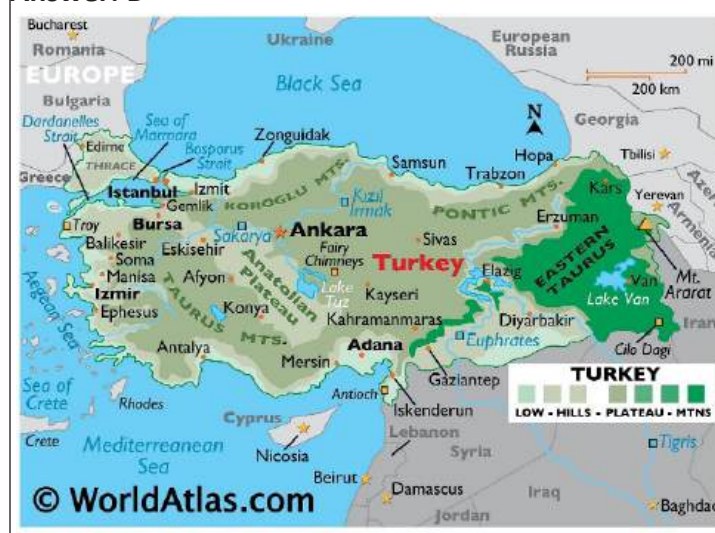 Bucharest
Romania
EUROPE
Bulgaria
Ukraine
European
Russia
200 mi
200 km
Black Sea
N
Georgia
Dardanelles
Strait
Sea of
Marmara
Bosporus
Strait
Edirne
THRACE
Greece
Istanbul
Izmit
Zonguidak
Samsun
Trabzon
Hopa
Tbilisi
Kars
Yerevan
Armenia
Gemlik
KOROGLU MTS.
Kizil
Irmak
PONTIC MTS.
Erzuman
Troy
Bursa
Sakarya
Ankara
Sivas
Balikesir
Eskisehir
Fairy
Chimneys
Turkey
Elazig
EASTERN
TAURUS
Mt.
Ararat
Soma
Manisa
Afyon
Anatolian
Plateau
Lake
Tuz
Kayseri
Van
Lake Van
Iran
Aegean Sea
Izmir
Ephesus
TAURUS MTS.
Konya
Kahramanmaras
Diyarbakir
Euphrates
Cilo Dagi
Antalya
Mersin
Adana
Gaziantep
Sea of
Crete
Rhodes
Antioch
Iskenderun
TURKEY
LOW - HILLS - PLATEAU - MTNS
Crete
Cyprus
Nicosia
Lebanon
Syria
Tigris
Mediterranean
Sea
Beirut
Damascus
Iraq
Baghdad
Jordan
© WorldAtlas.com